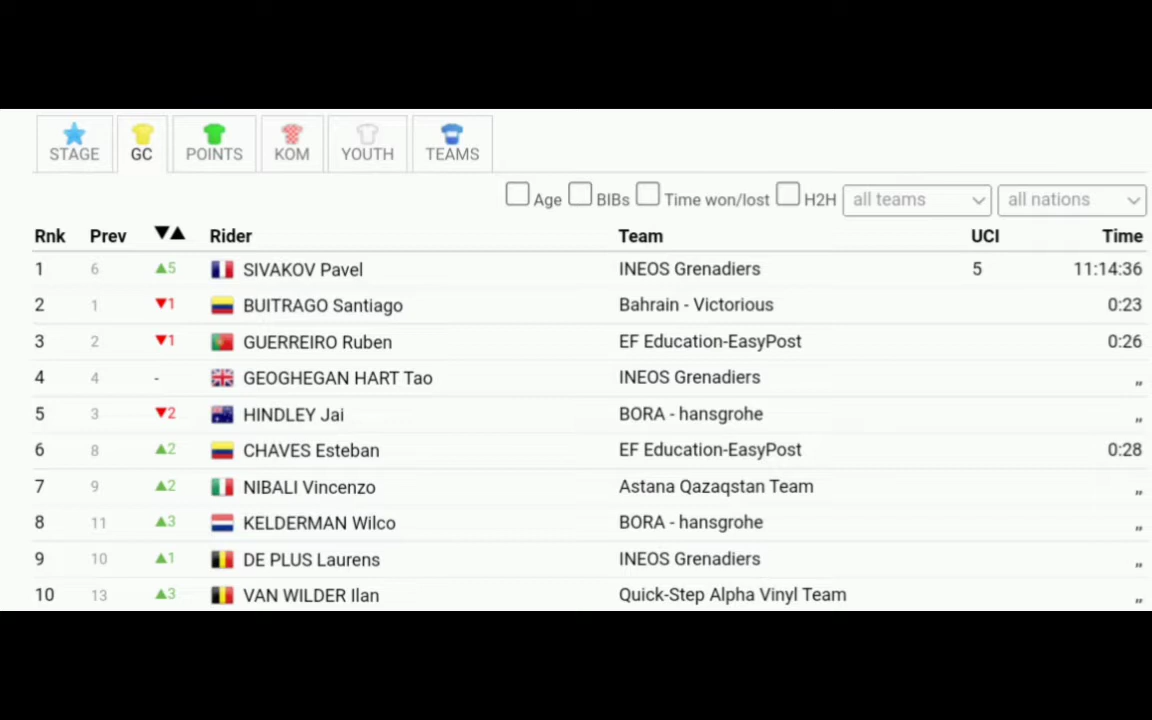 STAGE GC POINTS KOM YOUTH TEAMS
Age BIBs Time won/lost H2H all teams all nations
Rnk Prev ▼▲ Rider Team UCI Time
1 6 ▲5 SIVAKOV Pavel INEOS Grenadiers 5 11:14:36
2 1 ▼1 BUITRAGO Santiago Bahrain - Victorious 0:23
3 2 ▼1 GUERREIRO Ruben EF Education-EasyPost 0:26
4 4 - GEOGHEGAN HART Tao INEOS Grenadiers ,,
5 3 ▼2 HINDLEY Jai BORA - hansgrohe ,,
6 8 ▲2 CHAVES Esteban EF Education-EasyPost 0:28
7 9 ▲2 NIBALI Vincenzo Astana Qazaqstan Team ,,
8 11 ▲3 KELDERMAN Wilco BORA - hansgrohe ,,
9 10 ▲1 DE PLUS Laurens INEOS Grenadiers ,,
10 13 ▲3 VAN WILDER Ilan Quick-Step Alpha Vinyl Team ,,